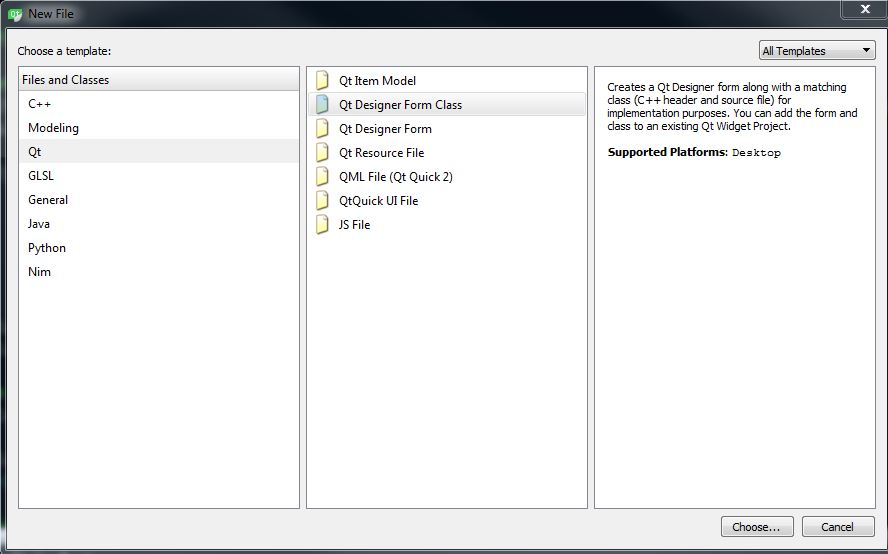 New File
Choose a template:
All Templates
Files and Classes
C++
Modeling
Qt
GLSL
General
Java
Python
Nim
Qt Item Model
Qt Designer Form Class
Qt Designer Form
Qt Resource File
QML File (Qt Quick 2)
QtQuick UI File
JS File
Creates a Qt Designer form along with a matching
class (C++ header and source file) for
implementation purposes. You can add the form and
class to an existing Qt Widget Project.
Supported Platforms: Desktop
Choose...
Cancel